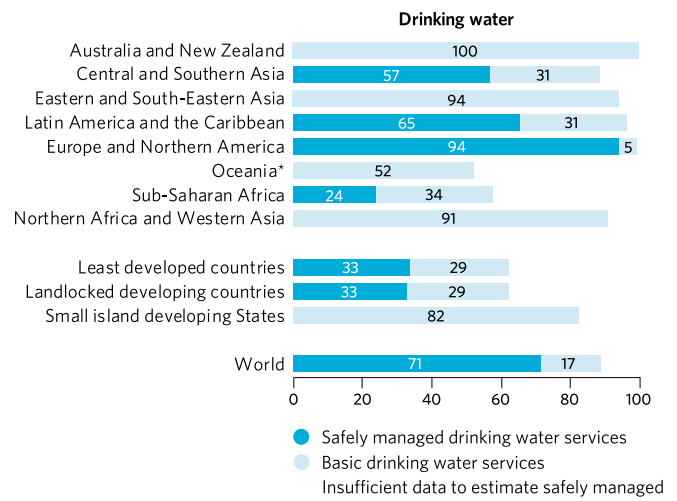 Drinking water
Australia and New Zealand 100
Central and Southern Asia 57 31
Eastern and South-Eastern Asia 94
Latin America and the Caribbean 65 31
Europe and Northern America 94 5
Oceania* 52
Sub-Saharan Africa 24 34
Northern Africa and Western Asia 91
Least developed countries 33 29
Landlocked developing countries 33 29
Small island developing States 82
World 71 17
0 20 40 60 80 100
Safely managed drinking water services
Basic drinking water services
Insufficient data to estimate safely managed